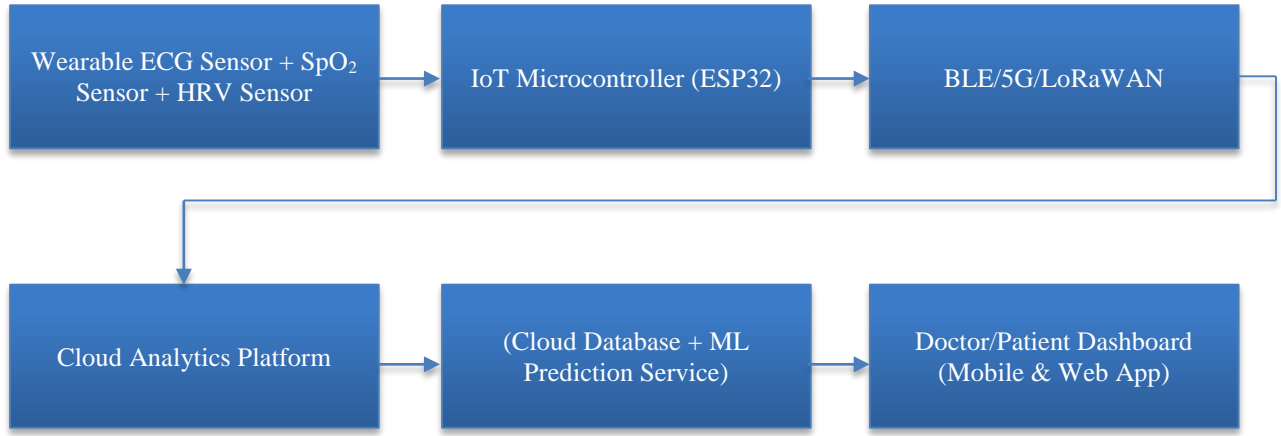 Wearable ECG Sensor + SpO₂
Sensor + HRV Sensor
IoT Microcontroller (ESP32)
BLE/5G/LoRaWAN
Cloud Analytics Platform
(Cloud Database + ML
Prediction Service)
Doctor/Patient Dashboard
(Mobile & Web App)